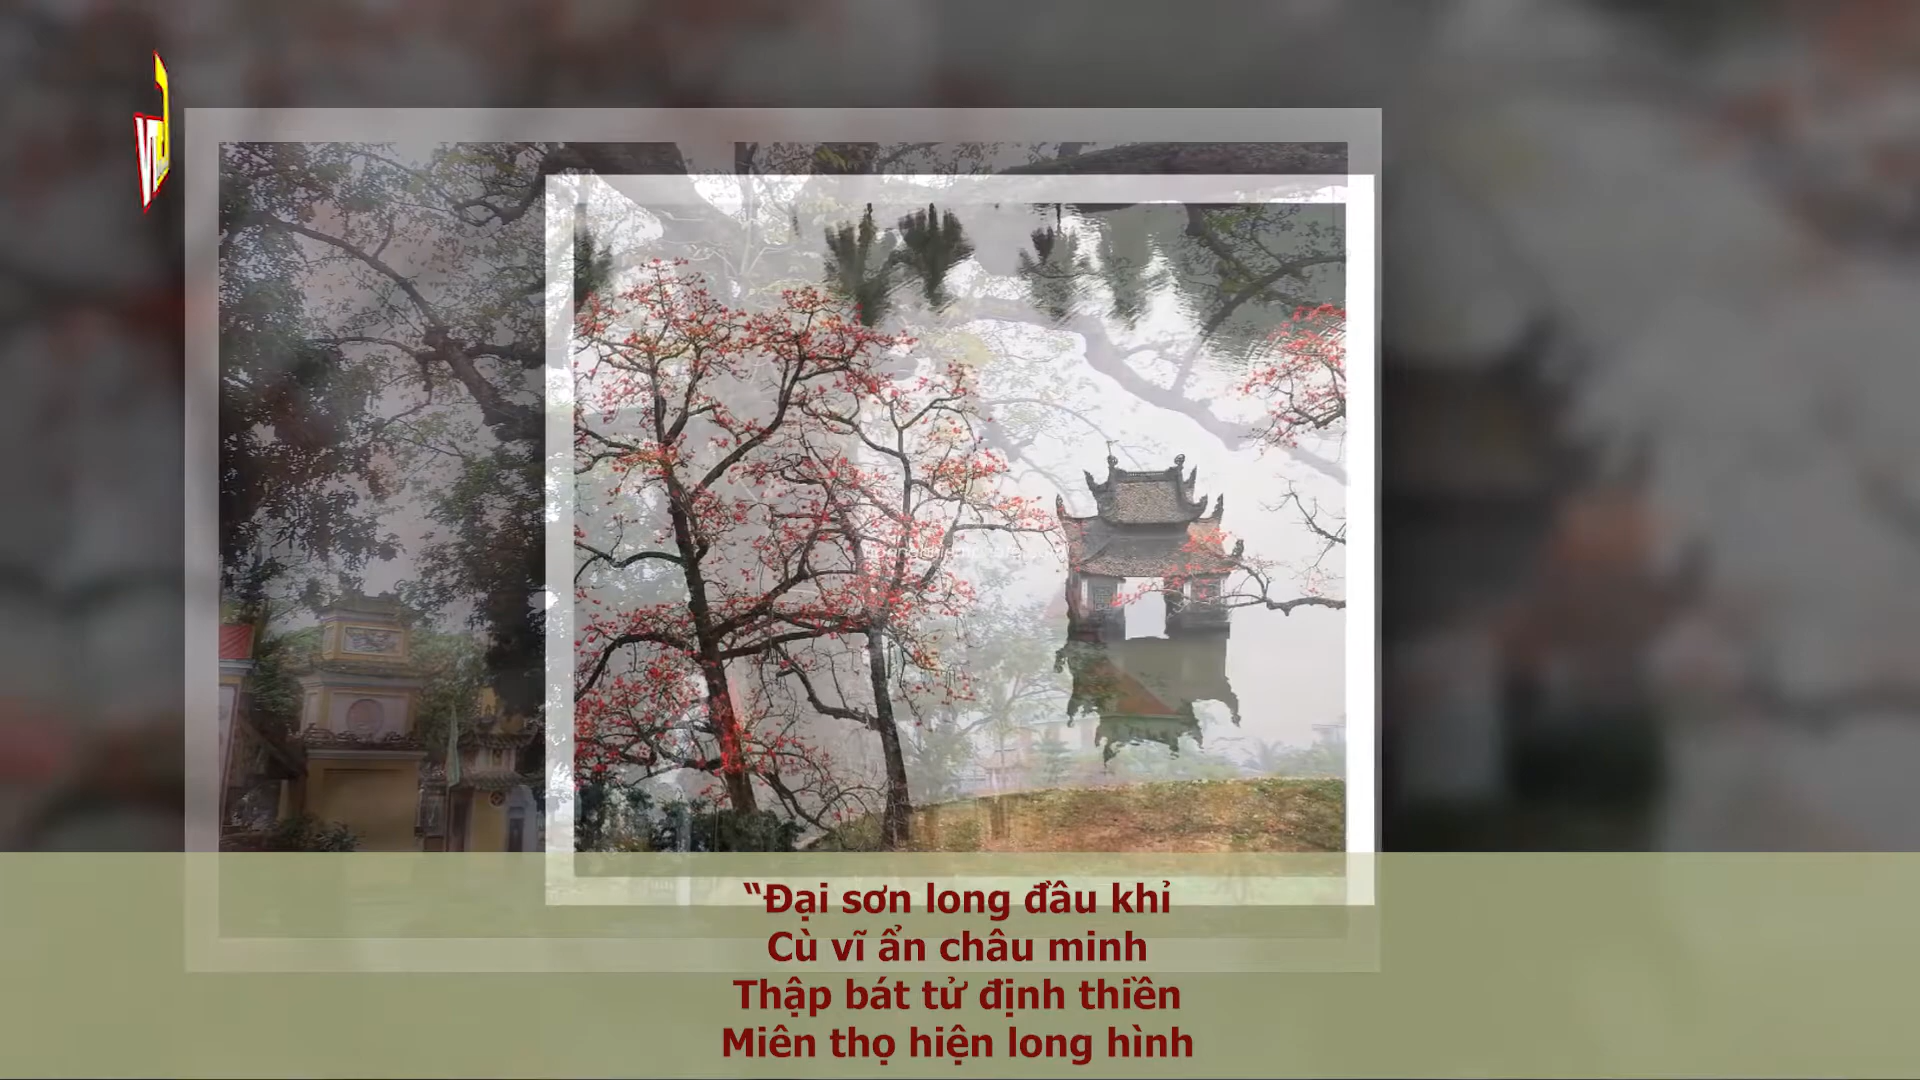 “Đại sơn long đầu khỉ
Cù vĩ ẩn châu minh
Thập bát tử định thiền
Miên thọ hiện long hình